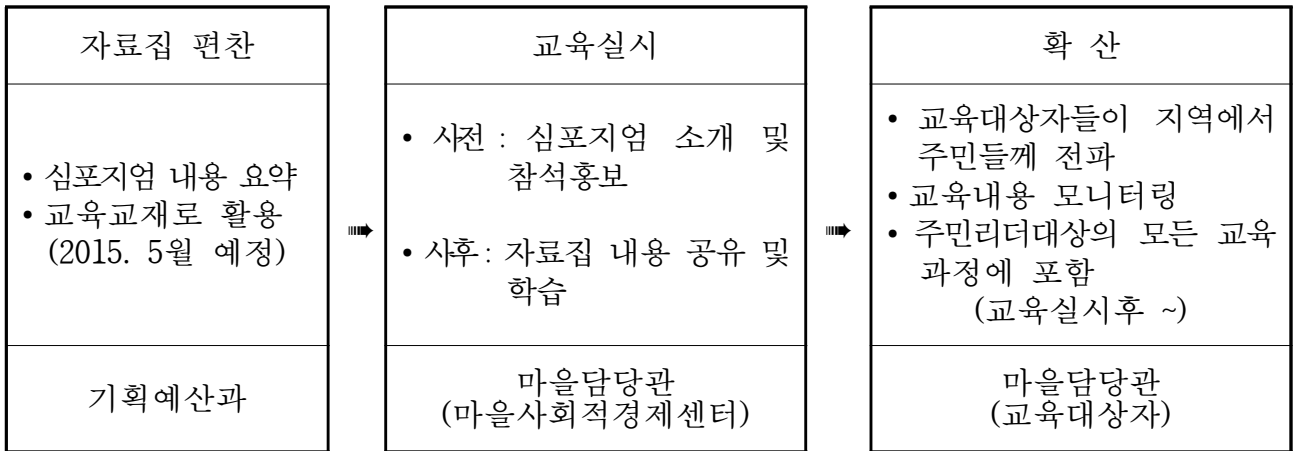 자료집 편찬
• 심포지엄 내용 요약
• 교육교재로 활용
(2015. 5월 예정)
기획예산과
➠
교육실시
• 사전 : 심포지엄 소개 및
참석홍보
• 사후 : 자료집 내용 공유 및
학습
마을담당관
(마을사회적경제센터)
➠
확 산
• 교육대상자들이 지역에서
주민들께 전파
• 교육내용 모니터링
• 주민리더대상의 모든 교육
과정에 포함
(교육실시후 ~)
마을담당관
(교육대상자)